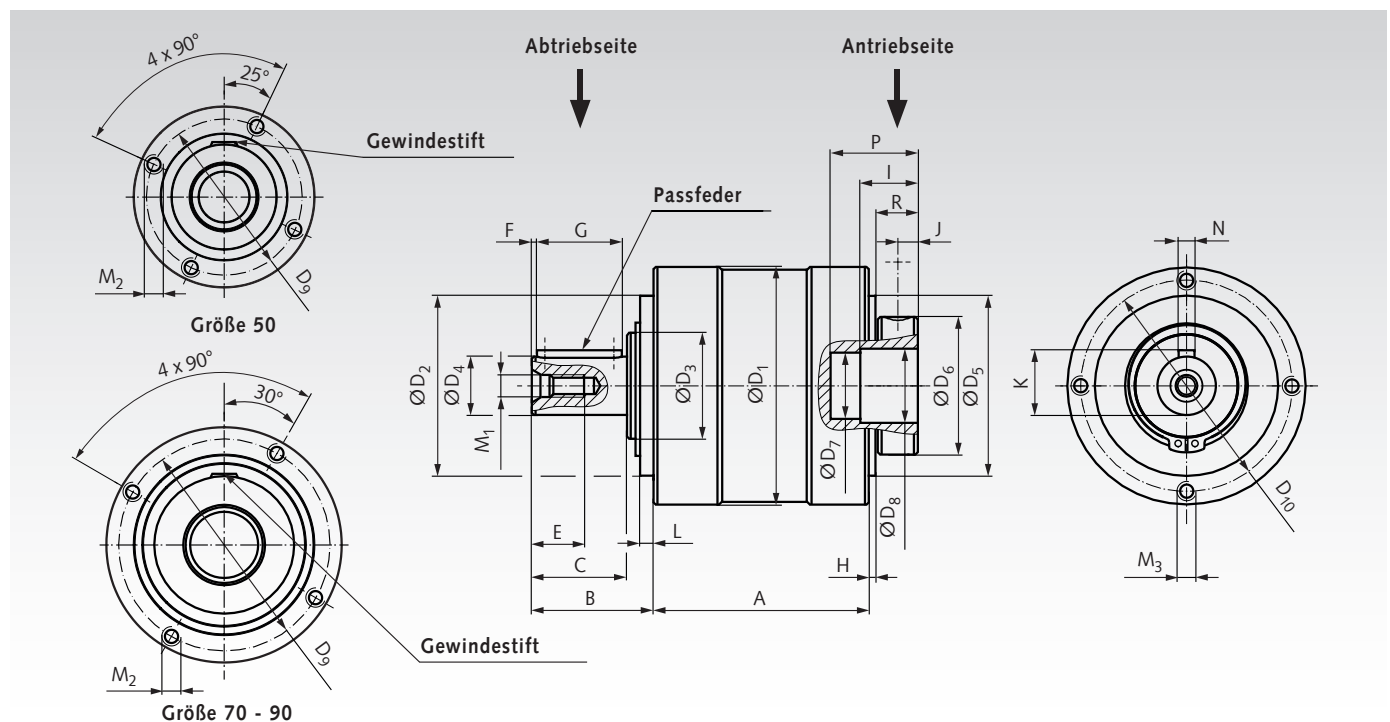 Abtriebseite
Antriebseite
4 x 90°
25°
Gewindestift
M2
D9
Größe 50
4 x 90°
30°
Gewindestift
M2
D9
Größe 70 - 90
Passfeder
P
I
R
J
F
G
ØD2
ØD4
M1
ØD3
ØD1
ØD7
ØD8
ØD6
ØD5
E
L
C
H
B
A
N
K
D10
M3